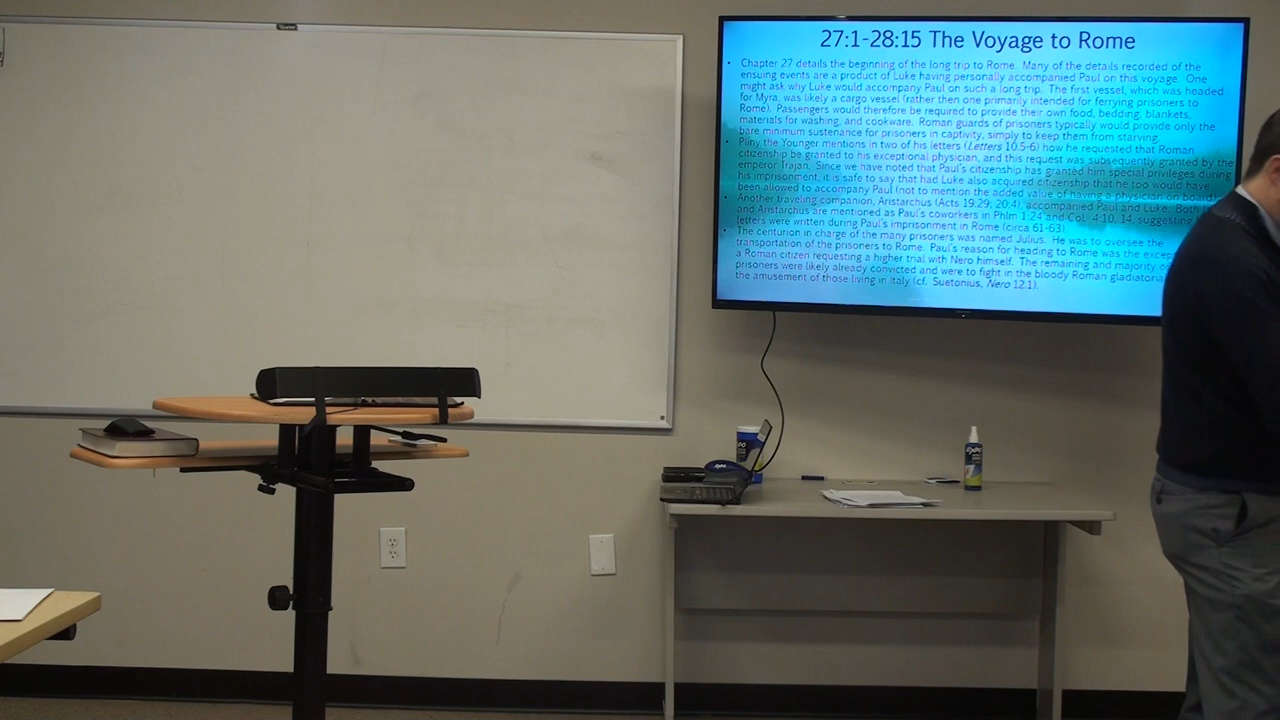 27:1-28:15 The Voyage to Rome
• Chapter 27 details the beginning of the long trip to Rome. Many of the details recorded of the
ensuing events are a product of Luke having personally accompanied Paul on this voyage. One
might ask why Luke would accompany Paul on such a long trip. The first vessel, which was headed
for Myra, was likely a cargo vessel (rather then one primarily intended for ferrying prisoners to
Rome). Passengers would therefore be required to provide their own food, bedding, blankets,
materials for washing, and cookware. Roman guards of prisoners typically would provide only the
bare minimum sustenance for prisoners in captivity, simply to keep them from starving.
• Pliny the Younger mentions in two of his letters (Letters 10.5-6) how he requested that Roman
citizenship be granted to his exceptional physician, and this request was subsequently granted by the
emperor Trajan. Since we have noted that Paul's citizenship has granted him special privileges during
his imprisonment, it is safe to say that had Luke also acquired citizenship that he too would have
been allowed to accompany Paul (not to mention the added value of having a physician on board)
• Another traveling companion, Aristarchus (Acts 19:29; 20:4), accompanied Paul and Luke. Both
and Aristarchus are mentioned as Paul's coworkers in Phlm 1:24 and Col. 4:10, 14, suggesting
letters were written during Paul's imprisonment in Rome (circa 61-63).
• The centurion in charge of the many prisoners was named Julius. He was to oversee the
transportation of the prisoners to Rome. Paul's reason for heading to Rome was the
a Roman citizen requesting a higher trial with Nero himself. The remaining and majority
prisoners were likely already convicted and were to fight in the bloody Roman
the amusement of those living in Italy (cf. Suetonius, Nero 12.1).
EXPO
EXPO